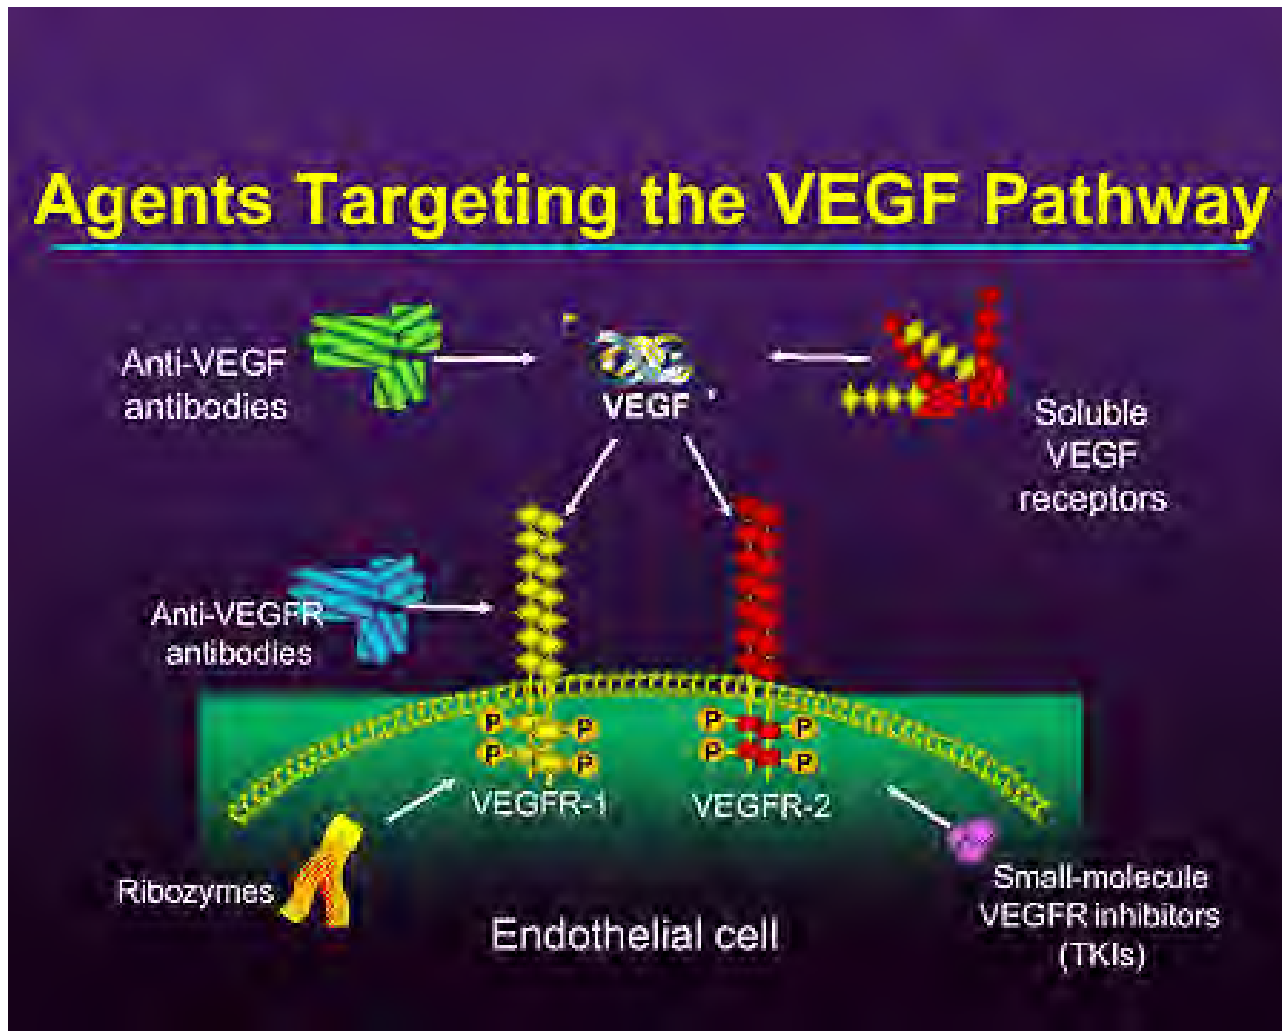 Agents Targeting the VEGF Pathway
Anti-VEGF
antibodies
VEGF
Soluble
VEGF
receptors
Anti-VEGFR
antibodies
P
P
P
P
P
P
P
P
VEGFR-1
VEGFR-2
Ribozymes
Small-molecule
VEGFR inhibitors
(TKIs)
Endothelial cell